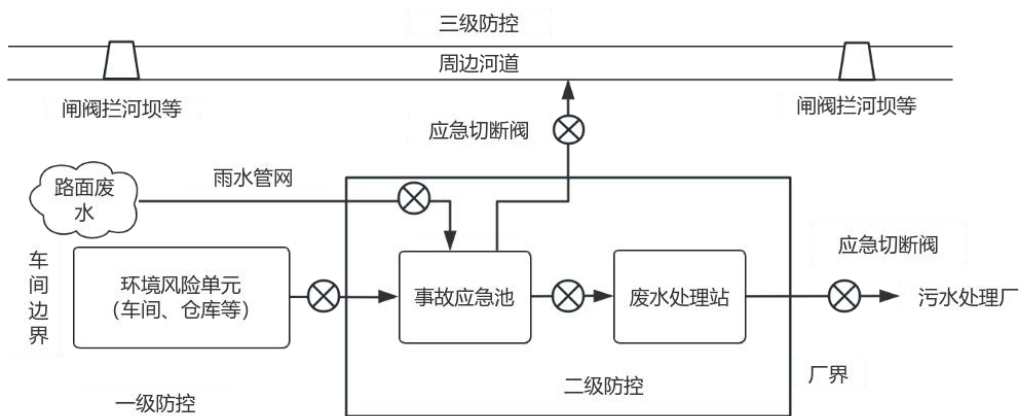 三级防控
周边河道
闸阀拦河坝等
闸阀拦河坝等
应急切断阀
雨水管网
路面废
水
应急切断阀
车
间
边
界
环境风险单元
(车间、仓库等)
事故应急池
废水处理站
污水处理厂
厂界
一级防控
二级防控